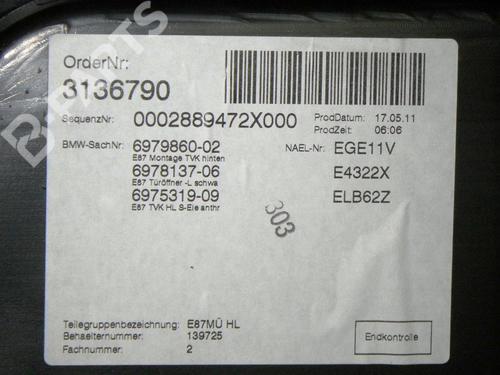 B-PARTS
OrderNr:
3136790
SequenzNr: 0002889472X000 ProdDatum: 17.05.11
ProdZeit: 06:06
BMW-SachNr: 6979860-02 NAEL-Nr: EGE11V
E87 Montage TVK hinten
6978137-06 E4322X
E87 Türöffner -L schwa
6975319-09 ELB62Z
E87 TVK HL S-Ele anthr
303
Teilegruppenbezeichnung: E87MÜ HL
Behaelternummer: 139725
Fachnummer: 2
Endkontrolle